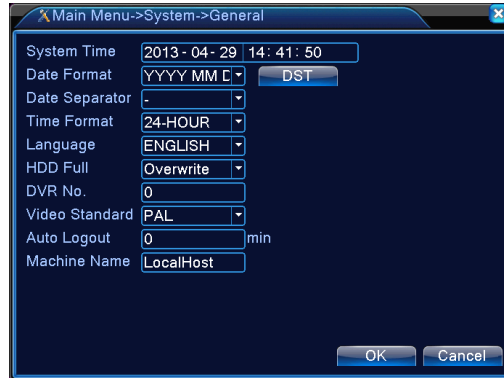 Main Menu->System->General
System Time 2013-04-29 14:41:50
Date Format YYYY MM D DST
Date Separator -
Time Format 24-HOUR
Language ENGLISH
HDD Full Overwrite
DVR No. 0
Video Standard PAL
Auto Logout 0 min
Machine Name LocalHost
OK Cancel